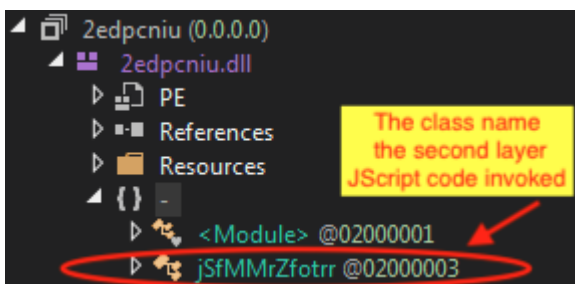 2edpcniu (0.0.0.0)
2edpcniu.dll
PE
References
Resources
{ } -
<Module> @02000001
jSfMMrZfotrr @02000003
The class name
the second layer
JScript code invoked